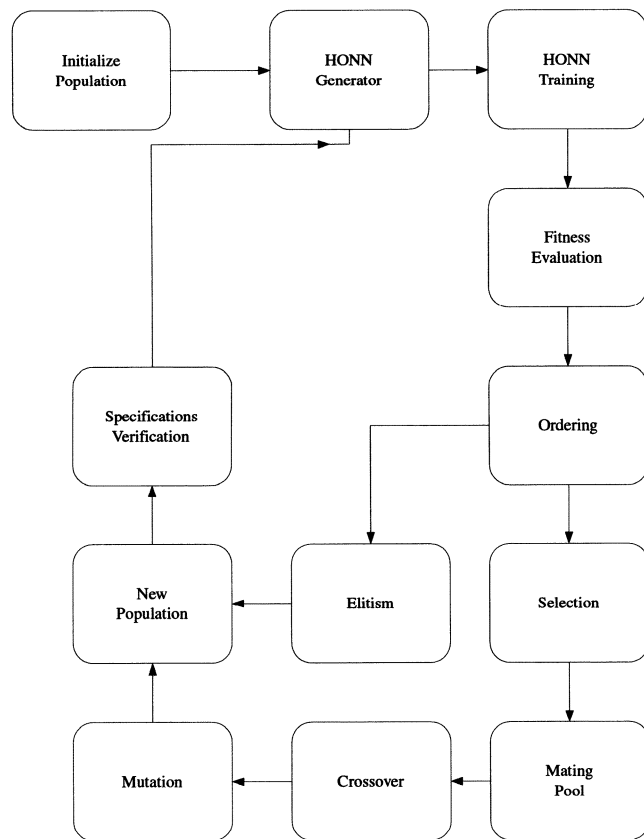 Initialize
Population
HONN
Generator
HONN
Training
Fitness
Evaluation
Specifications
Verification
Ordering
New
Population
Elitism
Selection
Mutation
Crossover
Mating
Pool